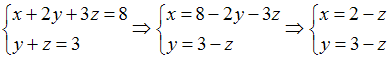 {x+2y+3z=8 ⇒ {x=8-2y-3z ⇒ {x=2-z
{y+z=3 ⇒ {y=3-z ⇒ {y=3-z